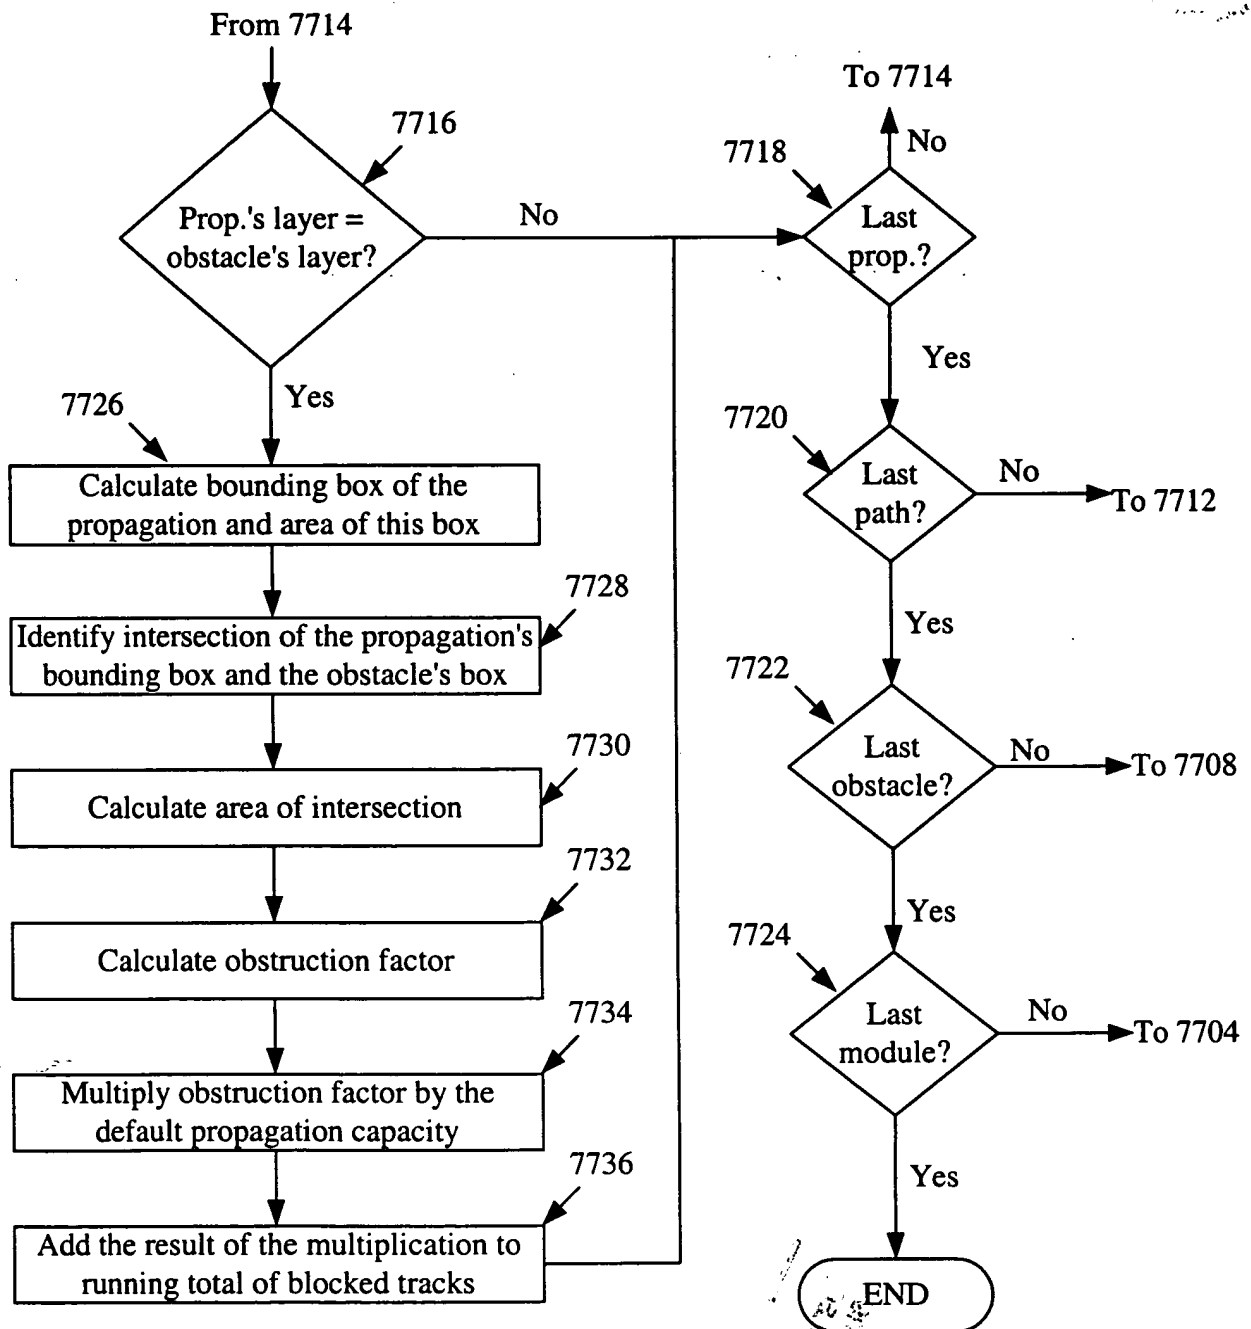 From 7714
7716
Prop.'s layer =
obstacle's layer?
No
Yes
7726
Calculate bounding box of the
propagation and area of this box
7728
Identify intersection of the propagation's
bounding box and the obstacle's box
7730
Calculate area of intersection
7732
Calculate obstruction factor
7734
Multiply obstruction factor by the
default propagation capacity
7736
Add the result of the multiplication to
running total of blocked tracks
To 7714
No
7718
Last
prop.?
Yes
7720
Last
path?
No
To 7712
Yes
7722
Last
obstacle?
No
To 7708
Yes
7724
Last
module?
No
To 7704
Yes
END